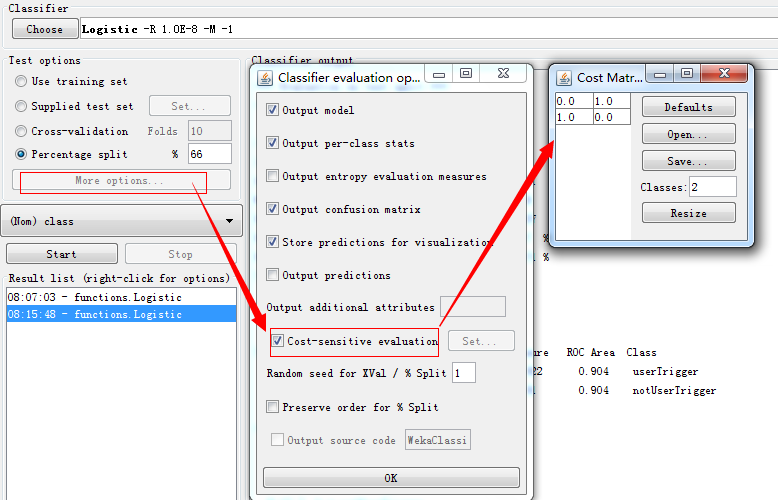 Classifier
Choose Logistic -R 1.0E-8 -M -1
Test options
Use training set
Supplied test set Set...
Cross-validation Folds 10
Percentage split % 66
More options...
(Nom) class
Start Stop
Result list (right-click for options)
08:07:03 - functions.Logistic
08:15:48 - functions.Logistic
Classifier output
Classifier evaluation op...
Output model
Output per-class stats
Output entropy evaluation measures
Output confusion matrix
Store predictions for visualization
Output predictions
Output additional attributes
Cost-sensitive evaluation Set...
Random seed for XVal / % Split 1
Preserve order for % Split
Output source code WekaClassi
OK
Cost Matr...
0.0 1.0
1.0 0.0
Defaults
Open...
Save...
Classes: 2
Resize
%
%
ure ROC Area Class
22 0.904 userTrigger
0.904 notUserTrigger